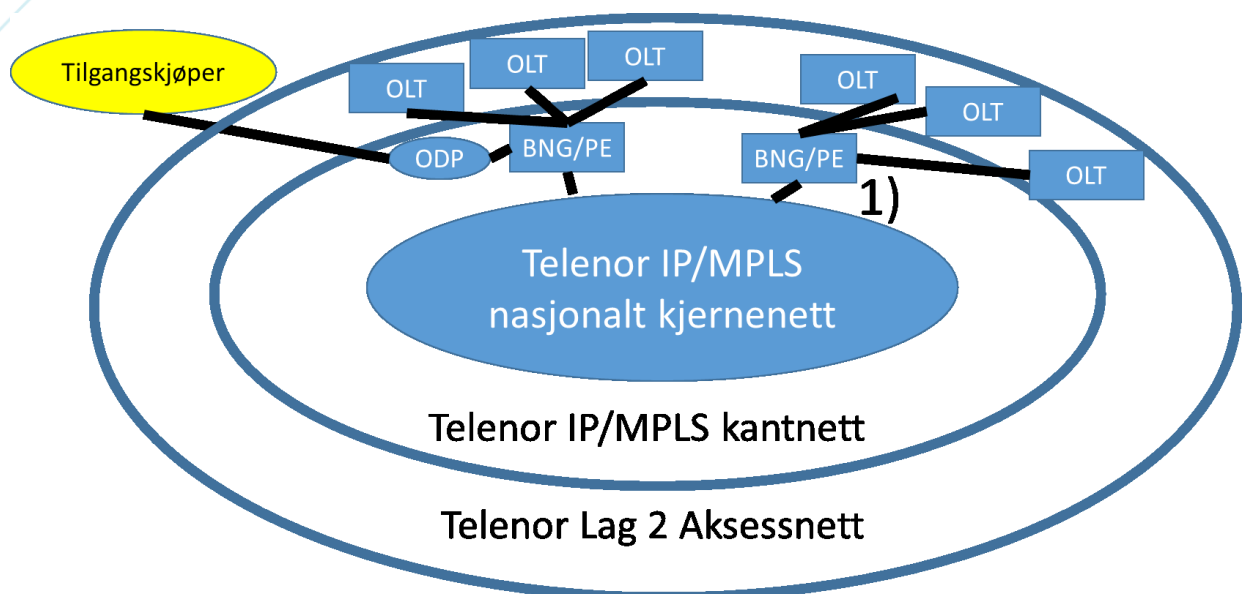 Tilgangskjøper
OLT
OLT
OLT
OLT
OLT
OLT
ODP
BNG/PE
BNG/PE
1)
Telenor IP/MPLS
nasjonalt kjernenett
Telenor IP/MPLS kantnett
Telenor Lag 2 Aksessnett